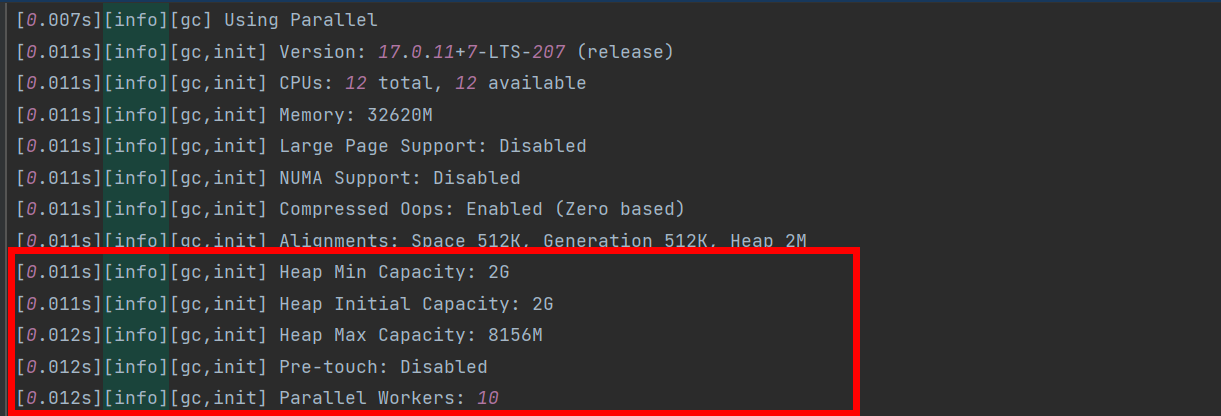 [0.007s][info][gc] Using Parallel
[0.011s][info][gc,init] Version: 17.0.11+7-LTS-207 (release)
[0.011s][info][gc,init] CPUs: 12 total, 12 available
[0.011s][info][gc,init] Memory: 32620M
[0.011s][info][gc,init] Large Page Support: Disabled
[0.011s][info][gc,init] NUMA Support: Disabled
[0.011s][info][gc,init] Compressed Oops: Enabled (Zero based)
[0.011s][info][gc,init] Alignments: Space 512K, Generation 512K, Heap 2M
[0.011s][info][gc,init] Heap Min Capacity: 2G
[0.011s][info][gc,init] Heap Initial Capacity: 2G
[0.012s][info][gc,init] Heap Max Capacity: 8156M
[0.012s][info][gc,init] Pre-touch: Disabled
[0.012s][info][gc,init] Parallel Workers: 10